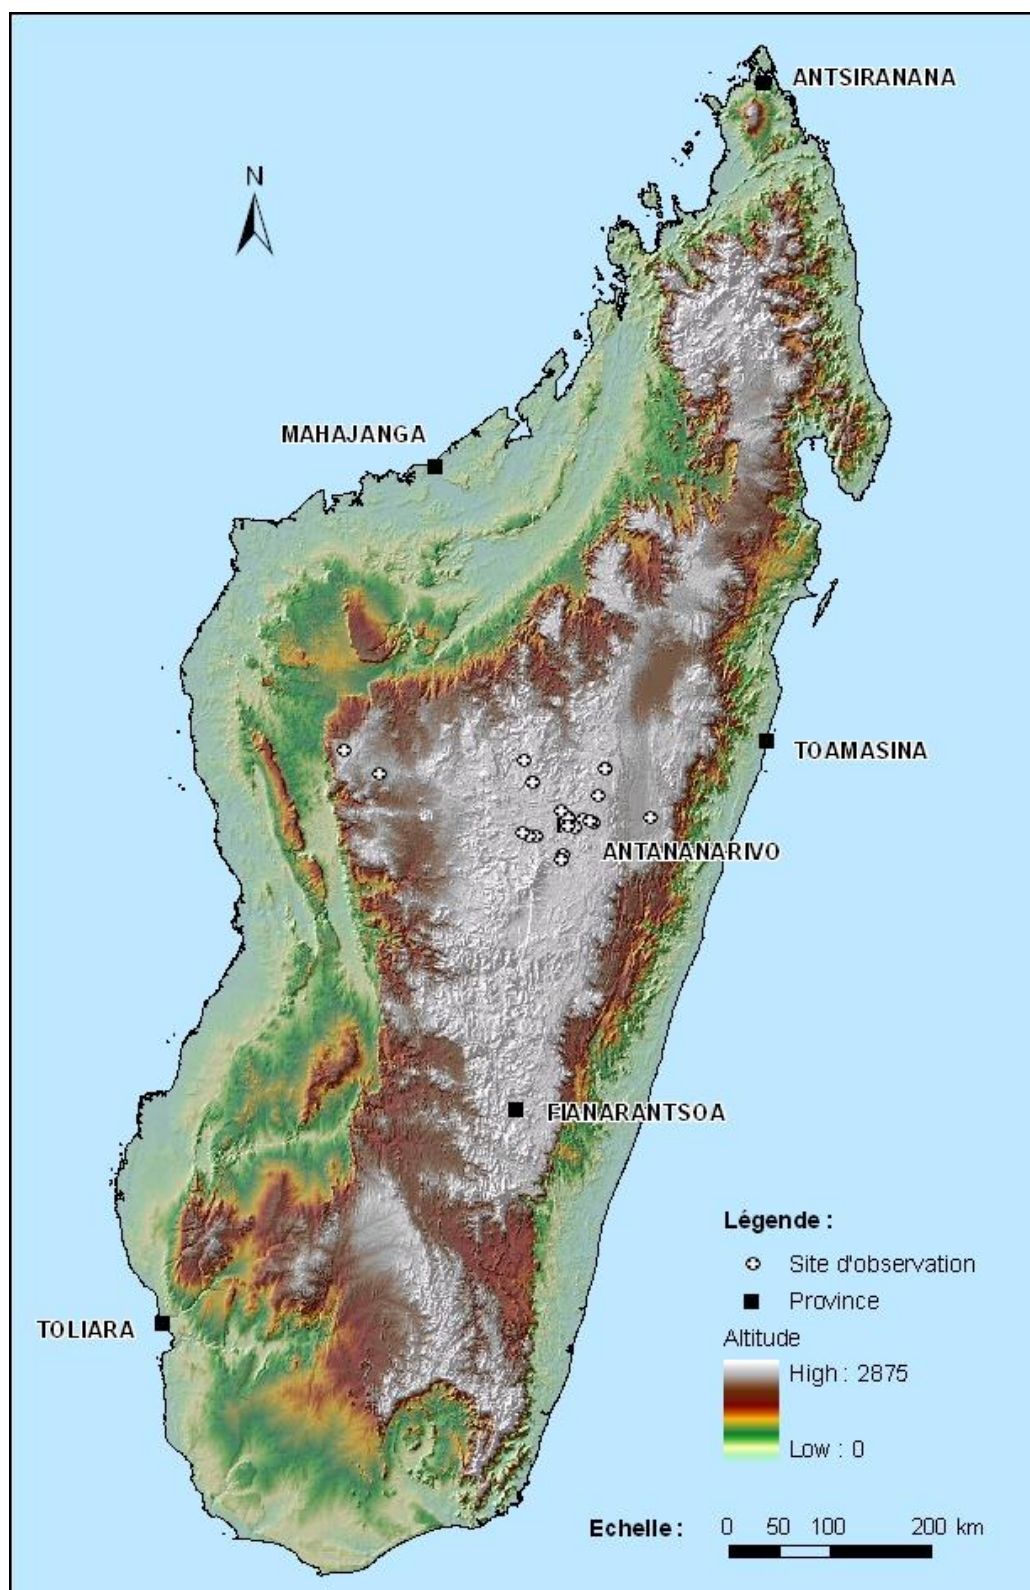 ANTSIRANANA
N
MAHAJANGA
TOAMASINA
ANTANANARIVO
FIANARANTSOA
TOLIARA
Légende :
Site d'observation
Province
Altitude
High : 2875
Low : 0
Echelle : 0 50 100 200 km